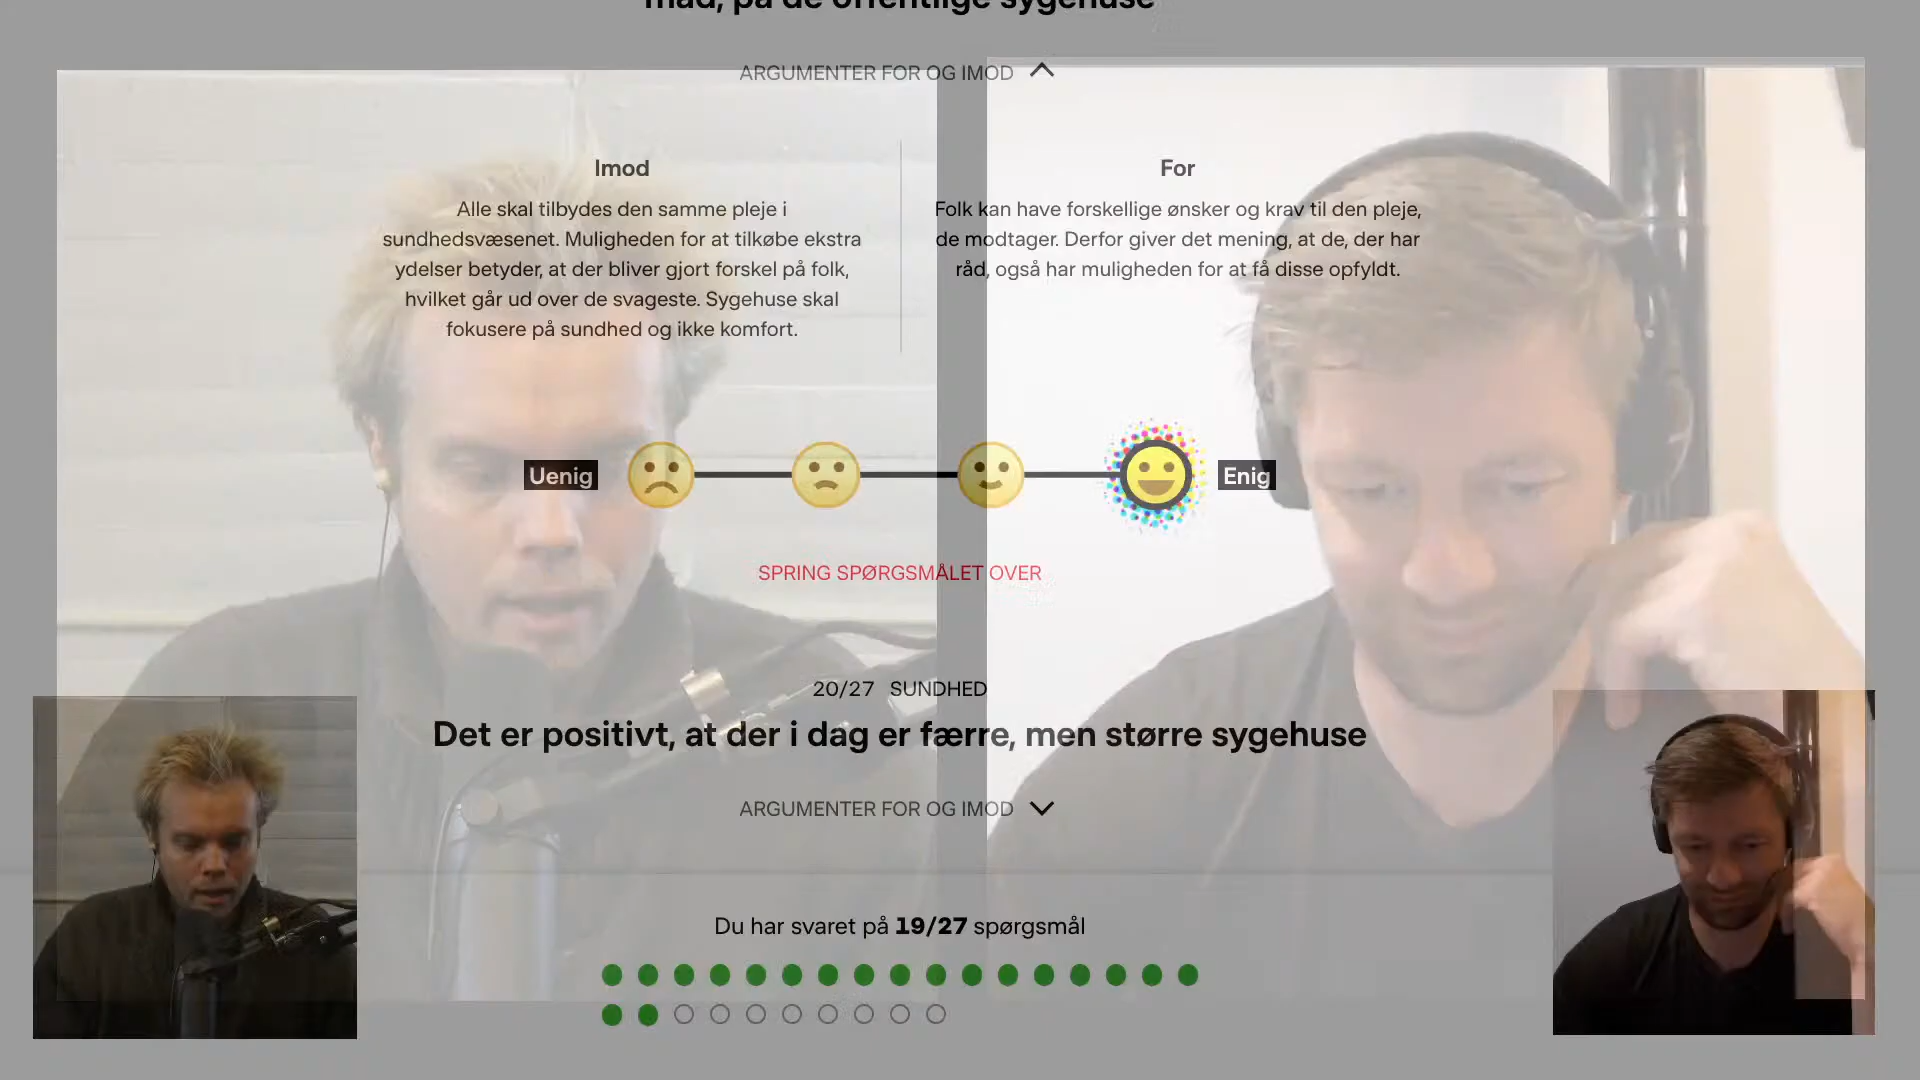 mad, på de offentlige sygehuse
ARGUMENTER FOR OG IMOD
Imod
Alle skal tilbydes den samme pleje i
sundhedsvæsenet. Muligheden for at tilkøbe ekstra
ydelser betyder, at der bliver gjort forskel på folk,
hvilket går ud over de svageste. Sygehuse skal
fokusere på sundhed og ikke komfort.
For
Folk kan have forskellige ønsker og krav til den pleje,
de modtager. Derfor giver det mening, at de, der har
råd, også har muligheden for at få disse opfyldt.
Uenig
Enig
SPRING SPØRGSMÅLET OVER
20/27 SUNDHED
Det er positivt, at der i dag er færre, men større sygehuse
ARGUMENTER FOR OG IMOD
Du har svaret på 19/27 spørgsmål